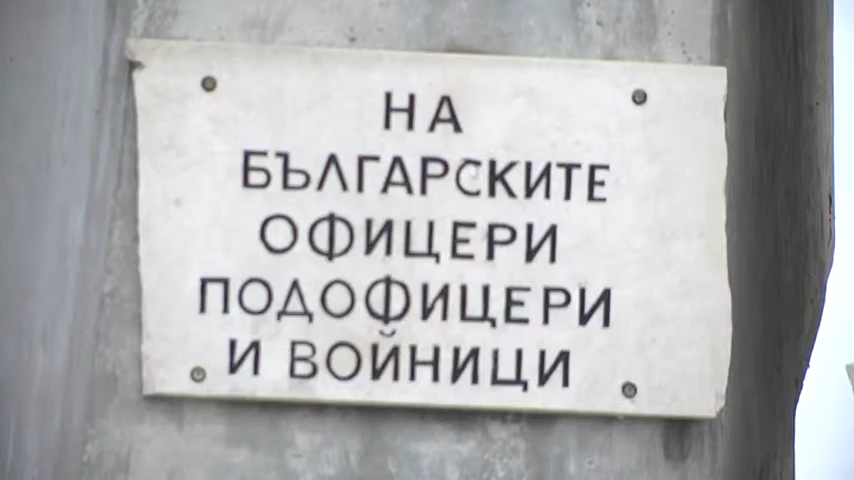 НА
БЪЛГАРСКИТЕ
ОФИЦЕРИ
ПОДОФИЦЕРИ
И ВОЙНИЦИ